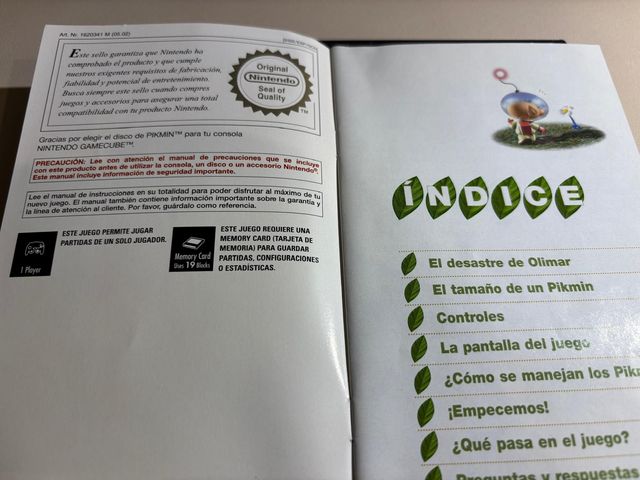 Art. Nr. 1620341 M (05.02)
Este sello garantiza que Nintendo ha
comprobado el producto y que cumple
nuestros exigentes requisitos de fabricación,
fiabilidad y potencial de entretenimiento.
Busca siempre este sello cuando compres
juegos y accesorios para asegurar una total
compatibilidad con tu producto Nintendo.
Original
Nintendo
Seal of
Quality
TM
Gracias por elegir el disco de PIKMIN™ para tu consola
NINTENDO GAMECUBE™.
PRECAUCIÓN: Lee con atención el manual de precauciones que se incluye
con este producto antes de utilizar la consola, un disco o un accesorio Nintendo®.
Este manual incluye información de seguridad importante.
Lee el manual de instrucciones en su totalidad para poder disfrutar al máximo de tu
nuevo juego. El manual también contiene información importante sobre la garantía y
la línea de atención al cliente. Por favor, guárdalo como referencia.
1 Player
ESTE JUEGO PERMITE JUGAR
PARTIDAS DE UN SOLO JUGADOR.
Memory Card
Uses 19 Blocks
ESTE JUEGO REQUIERE UNA
MEMORY CARD (TARJETA DE
MEMORIA) PARA GUARDAR
PARTIDAS, CONFIGURACIONES
O ESTADÍSTICAS.
ÍNDICE
El desastre de Olimar
El tamaño de un Pikmin
Controles
La pantalla del juego
¿Cómo se manejan los Pikm
¡Empecemos!
¿Qué pasa en el juego?
Preguntas y respuestas